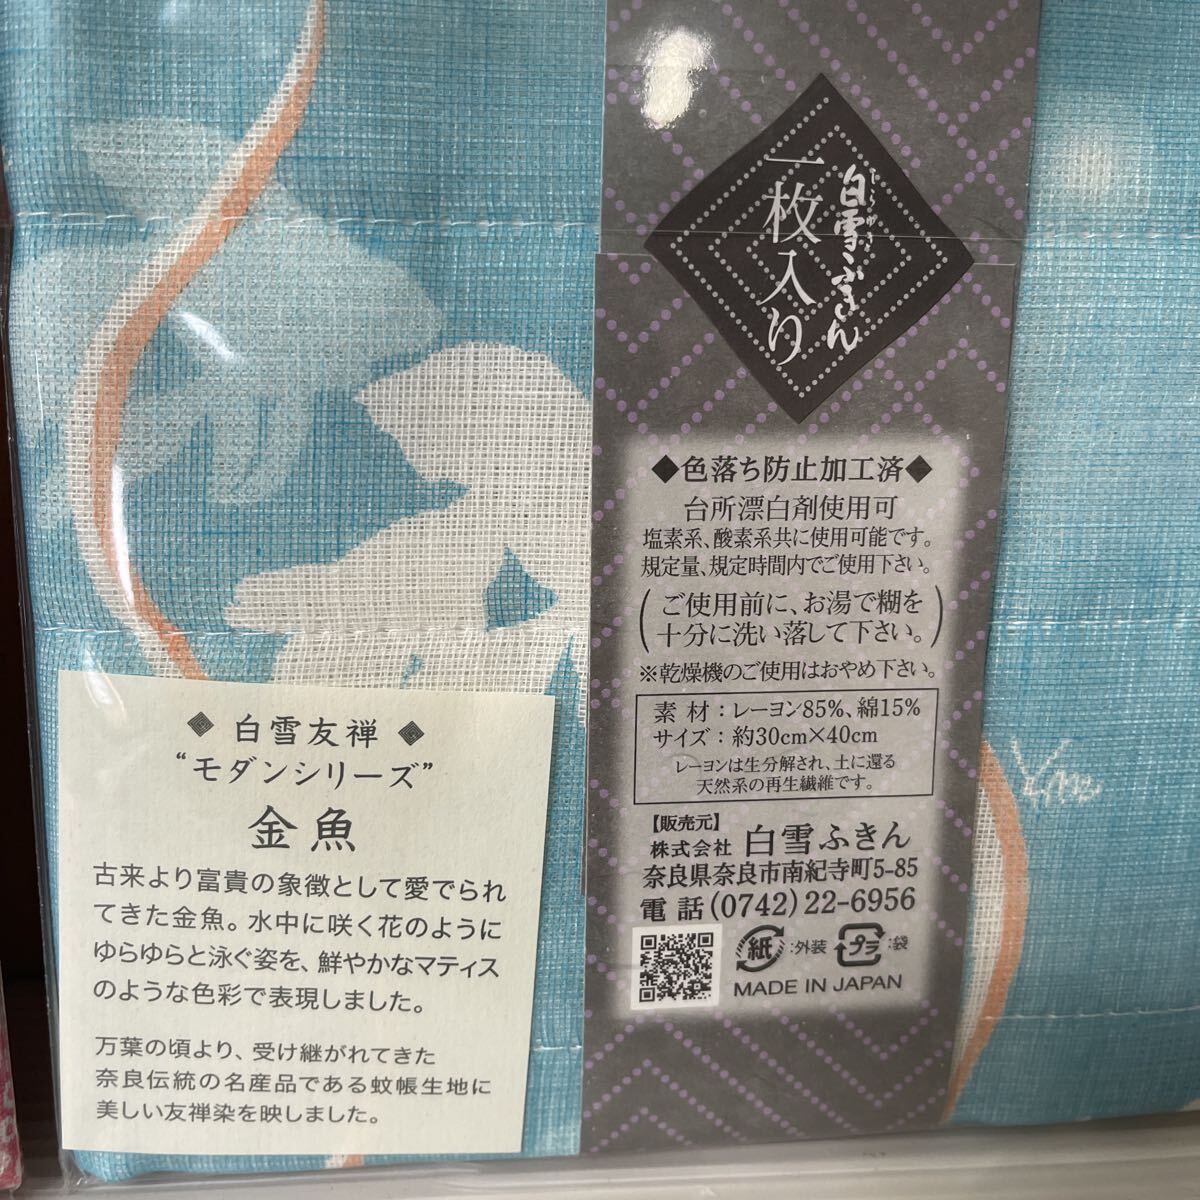 白雪ふきん
しらゆき
一枚入り
◆色落ち防止加工済◆
台所漂白剤使用可
塩素系、酸素系共に使用可能です。
規定量、規定時間内でご使用下さい。
(ご使用前に、お湯で糊を
十分に洗い落して下さい。)
※乾燥機のご使用はおやめ下さい。
素 材：レーヨン85%、綿15%
サイズ：約30cm×40cm
レーヨンは生分解され、土に還る
天然系の再生繊維です。
【販売元】
株式会社 白雪ふきん
奈良県奈良市南紀寺町5-85
電 話 (0742) 22-6956
紙:外装 プラ:袋
MADE IN JAPAN
◆ 白雪友禅 ◆
“モダンシリーズ”
金魚
古来より富貴の象徴として愛でられ
てきた金魚。水中に咲く花のように
ゆらゆらと泳ぐ姿を、鮮やかなマティス
のような色彩で表現しました。
万葉の頃より、受け継がれてきた
奈良伝統の名産品である蚊帳生地に
美しい友禅染を映しました。